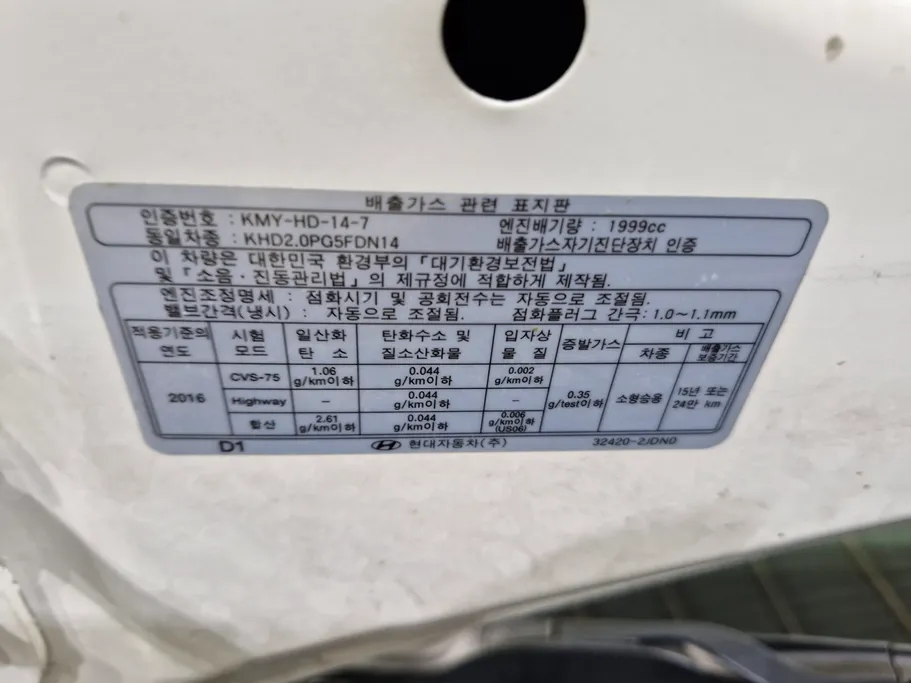 배출가스 관련 표지판
인증번호 : KMY-HD-14-7 엔진배기량 : 1999cc
동일차종 : KHD2.0PG5FDN14 배출가스자기진단장치 인증
이 차량은 대한민국 환경부의 「대기환경보전법」
및 「소음·진동관리법」의 제규정에 적합하게 제작됨.
엔진조정명세 : 점화시기 및 공회전수는 자동으로 조절됨.
밸브간격(냉시) : 자동으로 조절됨. 점화플러그 간극: 1.0~1.1mm
적용기준의 연도 시험 모드 일산화 탄소 탄화수소 및 질소산화물 입자상 물질 증발가스 비고
차종 배출가스 보증기간
2016 CVS-75 1.06 g/km이하 0.044 g/km이하 0.002 g/km이하 0.35 g/test이하 소형승용 15년 또는 24만 km
Highway – 0.044 g/km이하 –
합산 2.61 g/km이하 0.044 g/km이하 0.006 g/km이하 (US06)
D1 현대자동차(주) 32420-2JDN0